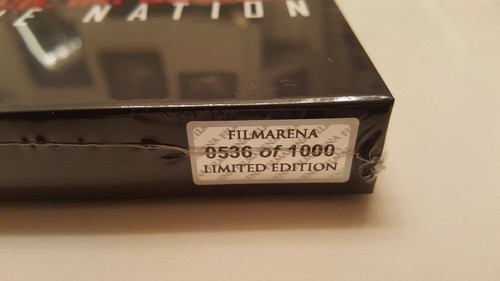 NATION
FILMARENA
0536 of 1000
LIMITED EDITION